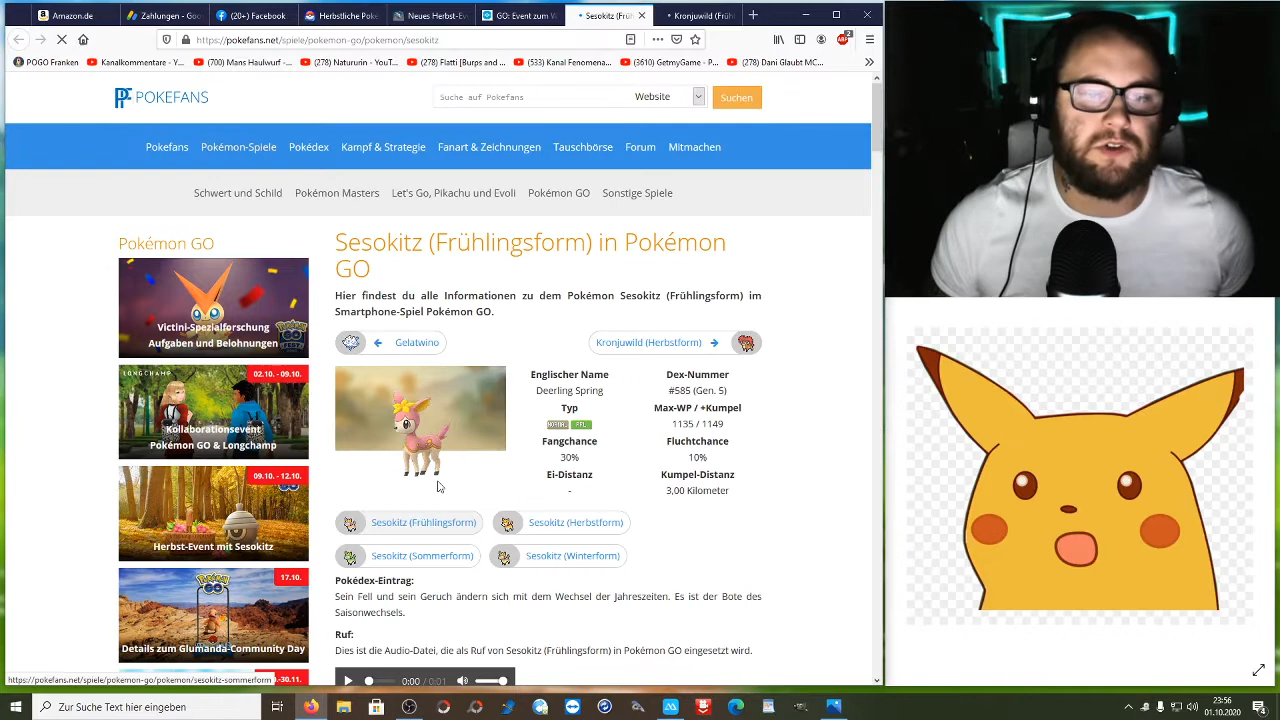 Amazon.de
Zahlungen - Goo
(20+) Facebook
Herbstliche Poke
Neues Herbst-Ev
GO: Event zum V
Sesokitz (Früh
Kronjuwild (Herb
https://pokefans.net/spiele/pokemon-go/pokemon/sesokitz
POGO Franken
Kanalkommentare - Y...
(700) Mans Haulwurf -...
(278) Natururin - YouT...
(278) Flatti [Burps and ...
(533) Kanal Fenomena...
(3610) GetmyGame - P...
(278) Dani Glaubt MC...
POKEFANS
Suche auf Pokefans
Website
Suchen
Pokefans
Pokémon-Spiele
Pokédex
Kampf & Strategie
Fanart & Zeichnungen
Tauschbörse
Forum
Mitmachen
Schwert und Schild
Pokémon Masters
Let's Go, Pikachu und Evoli
Pokémon GO
Sonstige Spiele
Pokémon GO
Victini-Spezialforschung
Aufgaben und Belohnungen
LONGCHAMP
02.10. - 09.10.
Kollaborationsevent
Pokémon GO & Longchamp
09.10. - 12.10.
Herbst-Event mit Sesokitz
17.10.
Details zum Glumanda-Community Day
Sesokitz (Frühlingsform) in Pokémon
GO
Hier findest du alle Informationen zu dem Pokémon Sesokitz (Frühlingsform) im
Smartphone-Spiel Pokémon GO.
Gelatwino
Kronjuwild (Herbstform)
Englischer Name
Deerling Spring
Dex-Nummer
#585 (Gen. 5)
Typ
NORMAL PFL
Max-WP / +Kumpel
1135 / 1149
Fangchance
30%
Fluchtchance
10%
Ei-Distanz
-
Kumpel-Distanz
3,00 Kilometer
Sesokitz (Frühlingsform)
Sesokitz (Herbstform)
Sesokitz (Sommerform)
Sesokitz (Winterform)
Pokédex-Eintrag:
Sein Fell und sein Geruch ändern sich mit dem Wechsel der Jahreszeiten. Es ist der Bote des
Saisonwechsels.
Ruf:
Dies ist die Audio-Datei, die als Ruf von Sesokitz (Frühlingsform) in Pokémon GO eingesetzt wird.
0:00 / 0:01
https://pokefans.net/spiele/pokemon-go/pokemon/sesokitz-sommerform
Zur Suche Text hier eingeben
23:56
01.10.2020